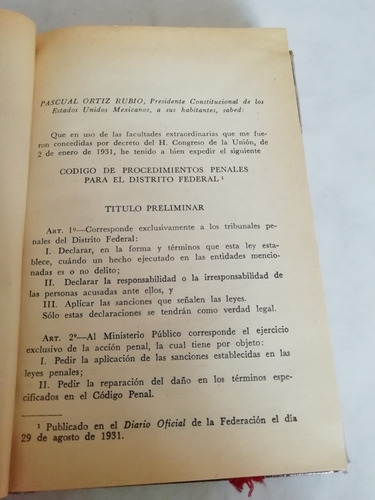 PASCUAL ORTIZ RUBIO, Presidente Constitucional de los
Estados Unidos Mexicanos, a sus habitantes, sabed:
Que en uso de las facultades extraordinarias que me fue-
ron concedidas por decreto del H. Congreso de la Unión, de
2 de enero de 1931, he tenido a bien expedir el siguiente
CODIGO DE PROCEDIMIENTOS PENALES
PARA EL DISTRITO FEDERAL ¹
TITULO PRELIMINAR
ART. 1º—Corresponde exclusivamente a los tribunales pe-
nales del Distrito Federal:
I. Declarar, en la forma y términos que esta ley esta-
blece, cuándo un hecho ejecutado en las entidades mencio-
nadas es o no delito;
II. Declarar la responsabilidad o la irresponsabilidad de
las personas acusadas ante ellos, y
III. Aplicar las sanciones que señalen las leyes.
Sólo estas declaraciones se tendrán como verdad legal.
ART. 2º—Al Ministerio Público corresponde el ejercicio
exclusivo de la acción penal, la cual tiene por objeto:
I. Pedir la aplicación de las sanciones establecidas en las
leyes penales;
II. Pedir la reparación del daño en los términos espe-
cificados en el Código Penal.
¹ Publicado en el Diario Oficial de la Federación el día
29 de agosto de 1931.